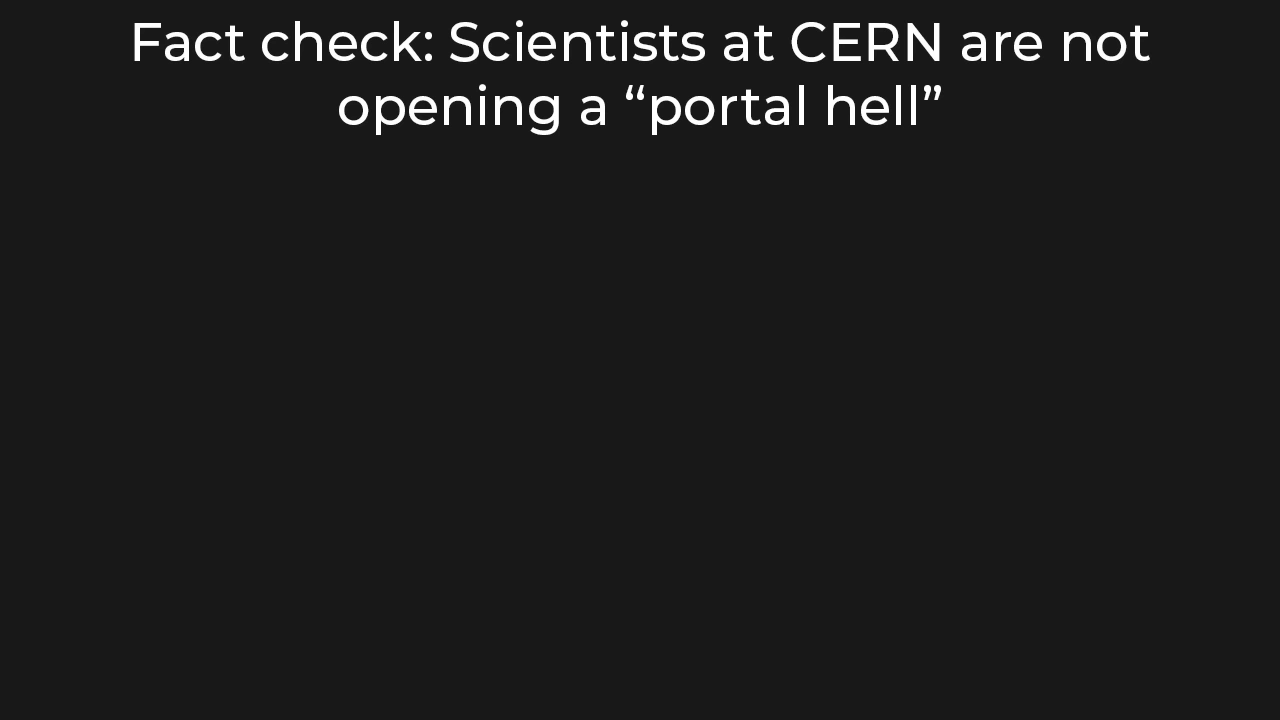 Fact check: Scientists at CERN are not
opening a “portal hell”